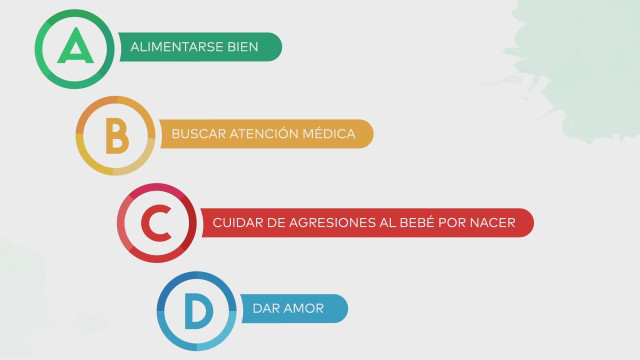 A ALIMENTARSE BIEN
B BUSCAR ATENCIÓN MÉDICA
C CUIDAR DE AGRESIONES AL BEBÉ POR NACER
D DAR AMOR